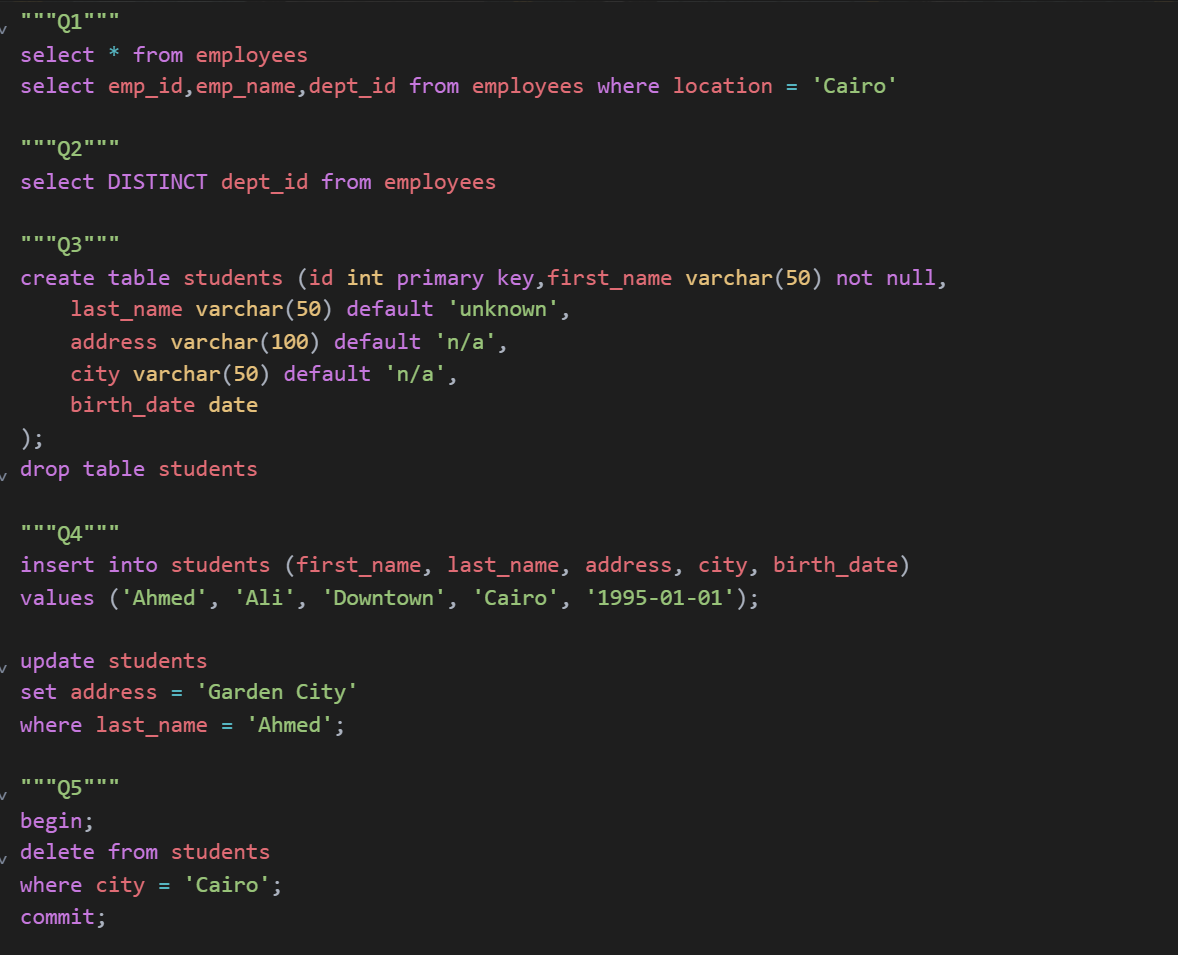 """Q1"""
select * from employees
select emp_id,emp_name,dept_id from employees where location = 'Cairo'
"""Q2"""
select DISTINCT dept_id from employees
"""Q3"""
create table students (id int primary key,first_name varchar(50) not null,
    last_name varchar(50) default 'unknown',
    address varchar(100) default 'n/a',
    city varchar(50) default 'n/a',
    birth_date date
);
drop table students
"""Q4"""
insert into students (first_name, last_name, address, city, birth_date)
values ('Ahmed', 'Ali', 'Downtown', 'Cairo', '1995-01-01');
update students
set address = 'Garden City'
where last_name = 'Ahmed';
"""Q5"""
begin;
delete from students
where city = 'Cairo';
commit;